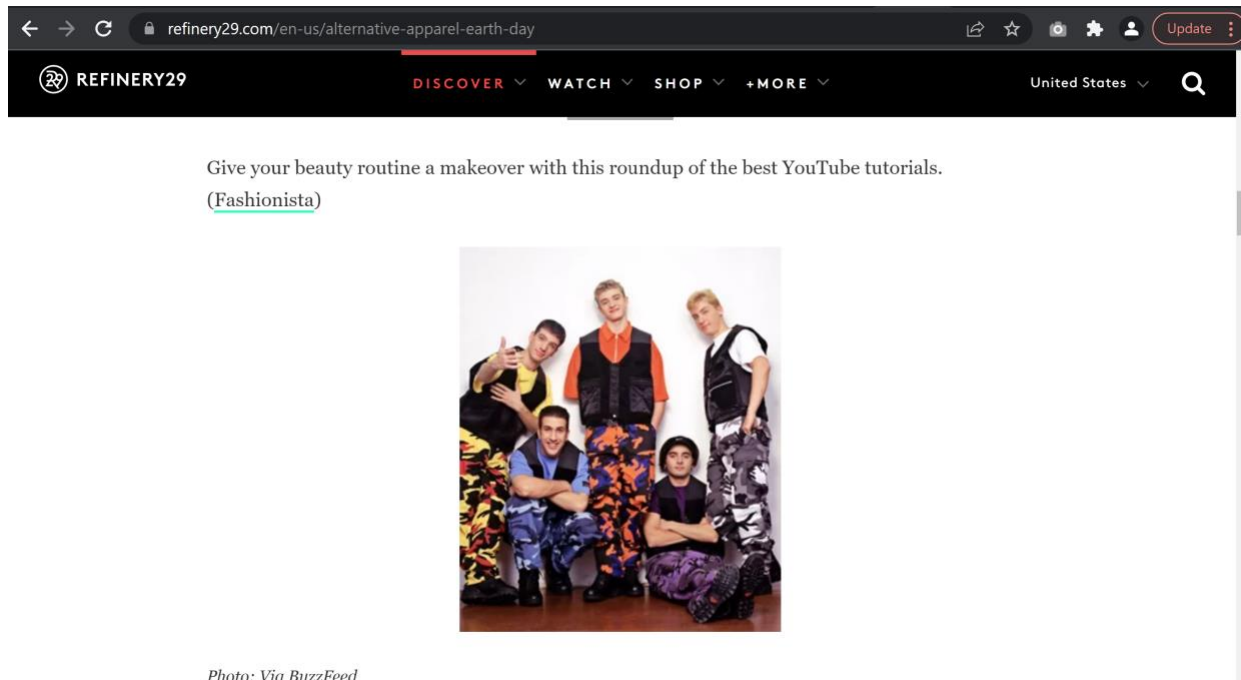 refinery29.com/en-us/alternative-apparel-earth-day
Update
REFINERY29
DISCOVER WATCH SHOP +MORE
United States
Give your beauty routine a makeover with this roundup of the best YouTube tutorials.
(Fashionista)
Photo: Via BuzzFeed